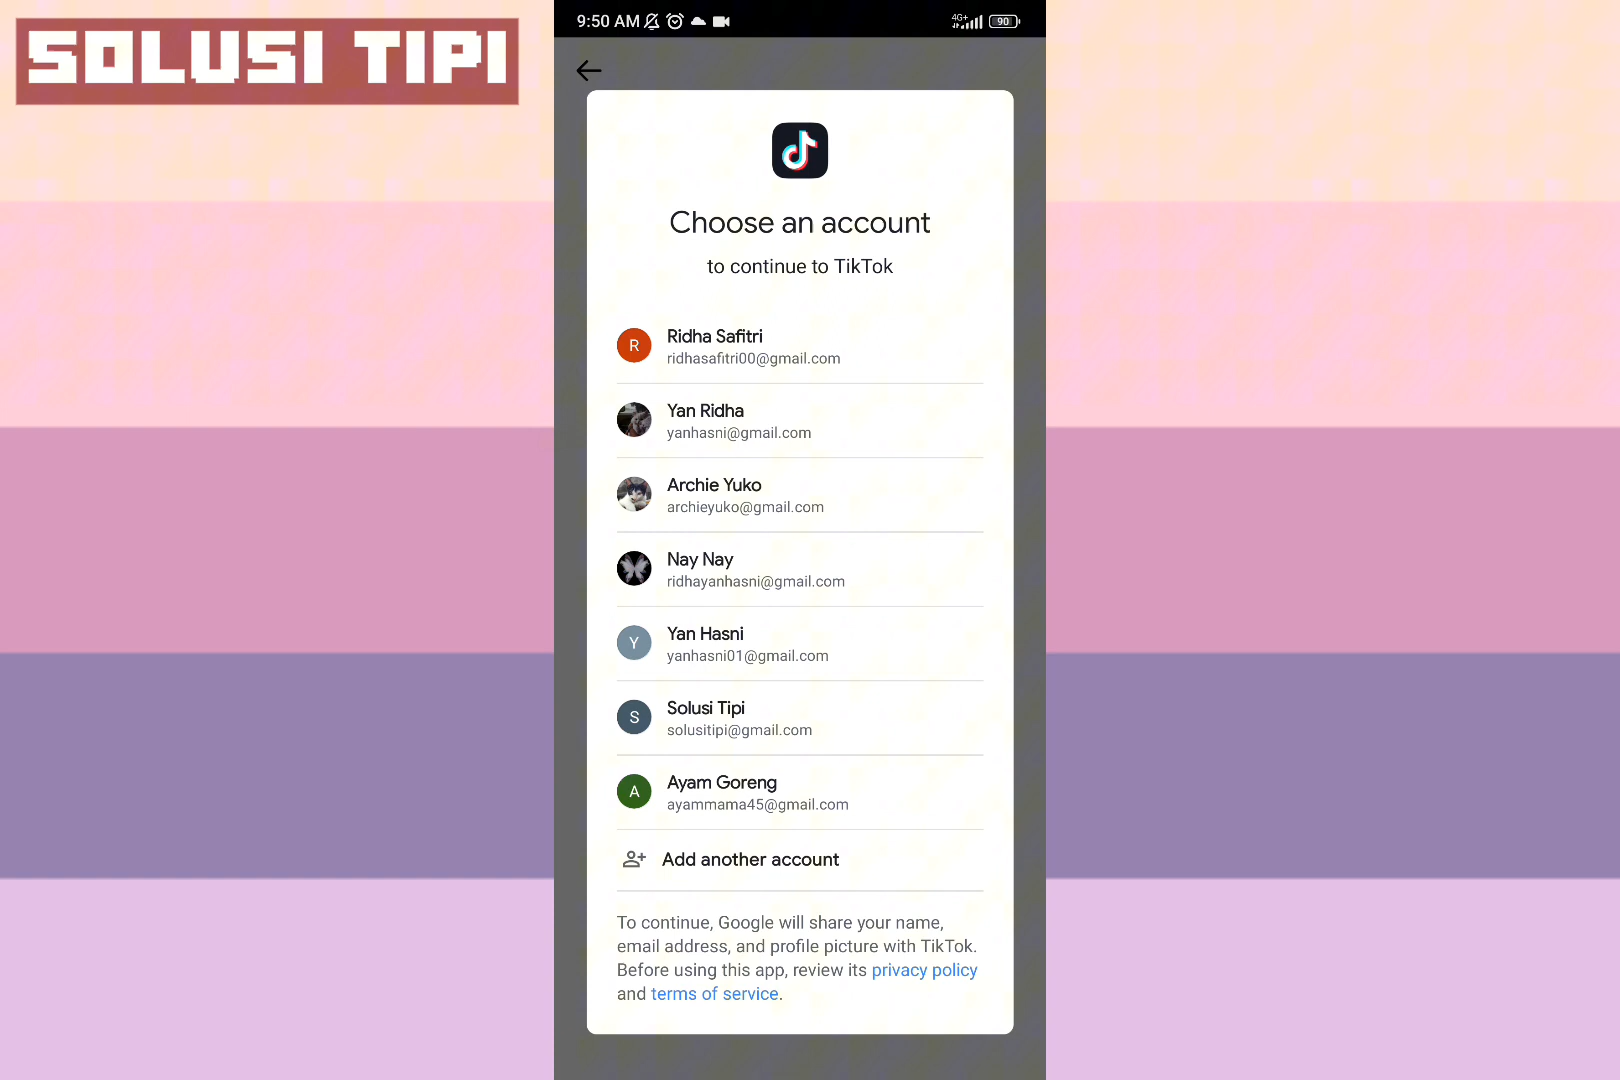 SOLUSI TIPI
9:50 AM
4G+
90
Choose an account
to continue to TikTok
R
Ridha Safitri
ridhasafitri00@gmail.com
Yan Ridha
yanhasni@gmail.com
Archie Yuko
archieyuko@gmail.com
Nay Nay
ridhayanhasni@gmail.com
Y
Yan Hasni
yanhasni01@gmail.com
S
Solusi Tipi
solusitipi@gmail.com
A
Ayam Goreng
ayammama45@gmail.com
Add another account
To continue, Google will share your name,
email address, and profile picture with TikTok.
Before using this app, review its privacy policy
and terms of service.